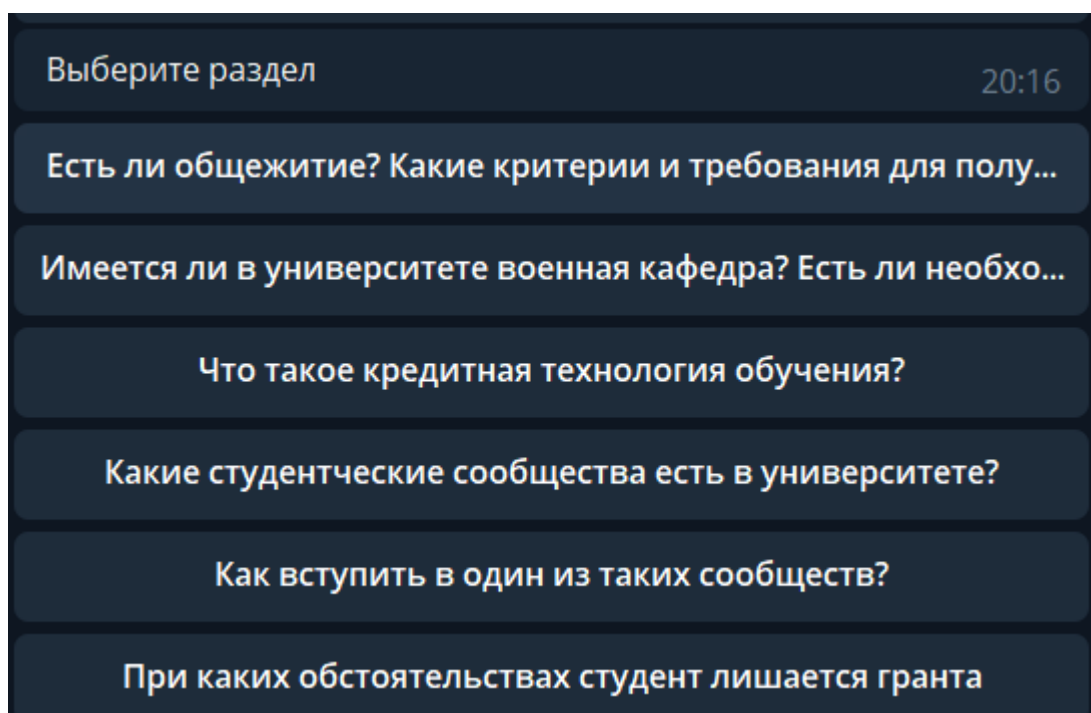 Выберите раздел
20:16
Есть ли общежитие? Какие критерии и требования для полу...
Имеется ли в университете военная кафедра? Есть ли необхо...
Что такое кредитная технология обучения?
Какие студентческие сообщества есть в университете?
Как вступить в один из таких сообществ?
При каких обстоятельствах студент лишается гранта